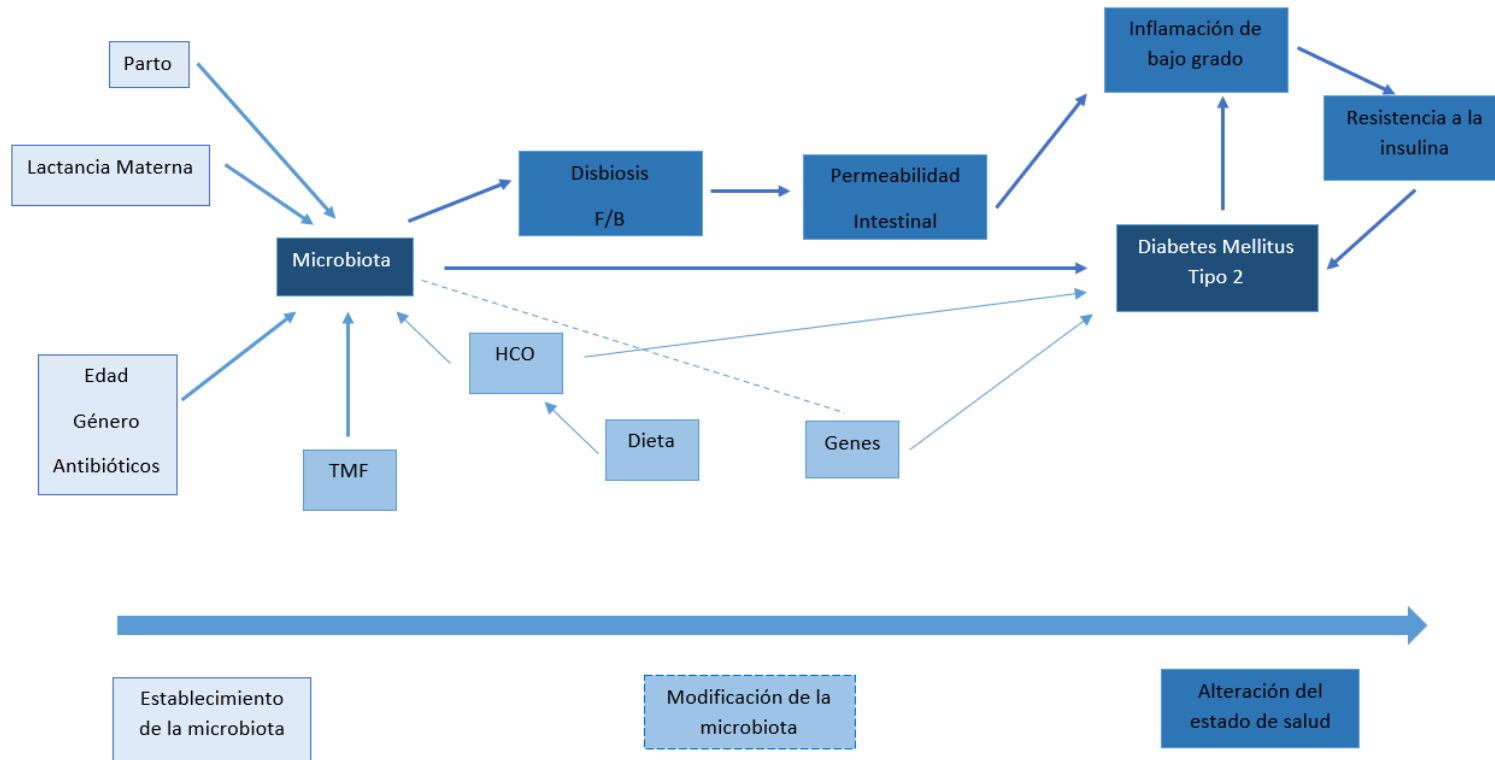 Parto
Lactancia Materna
Microbiota
Edad
Género
Antibióticos
TMF
HCO
Dieta
Genes
Disbiosis
F/B
Permeabilidad
Intestinal
Inflamación de
bajo grado
Resistencia a la
insulina
Diabetes Mellitus
Tipo 2
Establecimiento
de la microbiota
Modificación de la
microbiota
Alteración del
estado de salud